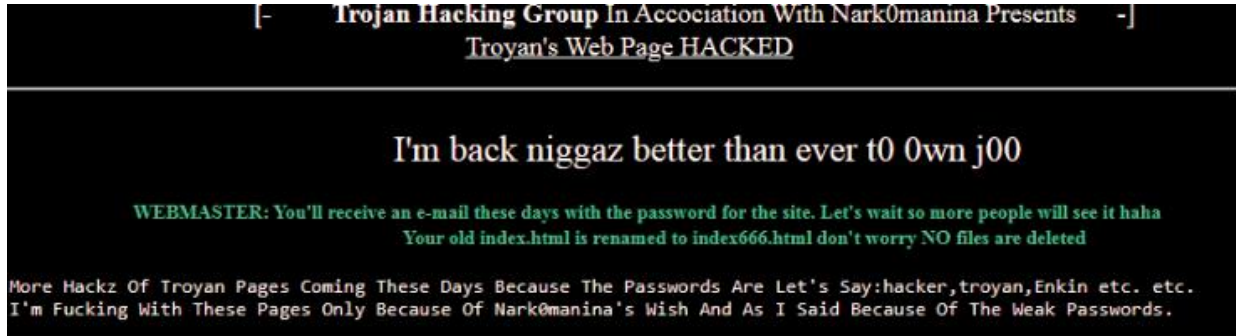 [- Trojan Hacking Group In Accociation With Nark0manina Presents -]
Troyan's Web Page HACKED
I'm back niggaz better than ever t0 0wn j00
WEBMASTER: You'll receive an e-mail these days with the password for the site. Let's wait so more people will see it haha
Your old index.html is renamed to index666.html don't worry NO files are deleted
More Hackz Of Troyan Pages Coming These Days Because The Passwords Are Let's Say:hacker,troyan,Enkin etc. etc.
I'm Fucking With These Pages Only Because Of Nark0manina's Wish And As I Said Because Of The Weak Passwords.